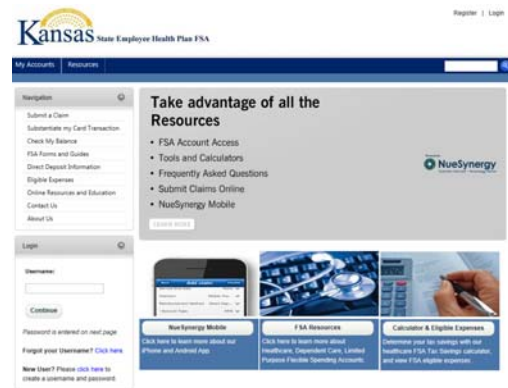 Register | Login
Kansas State Employee Health Plan FSA
My Accounts Resources
Navigation
Submit a Claim
Substantiate my Card Transaction
Check My Balance
FSA Forms and Guides
Direct Deposit Information
Eligible Expenses
Online Resources and Education
Contact Us
About Us
Login
Username:
Continue
Password is entered on next page
Forgot your Username? Click here
New User? Please click here to
create a username and password.
Take advantage of all the
Resources
• FSA Account Access
• Tools and Calculators
• Frequently Asked Questions
• Submit Claims Online
• NueSynergy Mobile
LEARN MORE
NueSynergy
NueSynergy Mobile
Click here to learn more about our
iPhone and Android App.
FSA Resources
Click here to learn more about
Healthcare, Dependent Care, Limited
Purpose Flexible Spending Accounts.
Calculator & Eligible Expenses
Determine your tax savings with our
healthcare FSA Tax Savings calculator,
and view FSA eligible expenses.